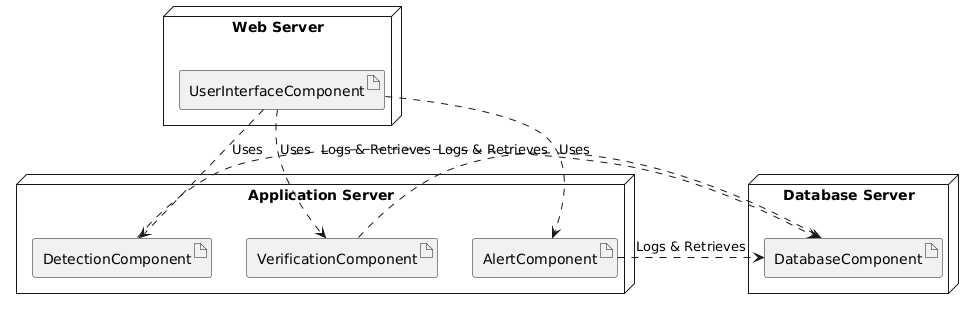 Web Server
UserInterfaceComponent
Uses
Uses
Logs & Retrieves
Logs & Retrieves
Uses
Application Server
Database Server
DetectionComponent
VerificationComponent
AlertComponent
Logs & Retrieves
DatabaseComponent